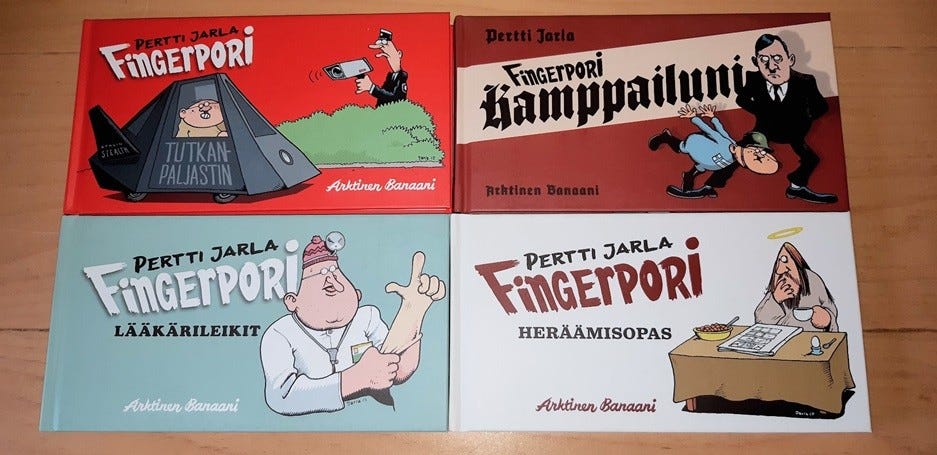 PERTTI JARLA
FINGERPORI
STEALTH
TUTKAN-
PALJASTIN
Arktinen Banaani
Pertti Jarla
FINGERPORI
Kamppailuni
Arktinen Banaani
PERTTI JARLA
FINGERPORI
LÄÄKÄRILEIKIT
Arktinen Banaani
PERTTI JARLA
FINGERPORI
HERÄÄMISOPAS
Arktinen Banaani